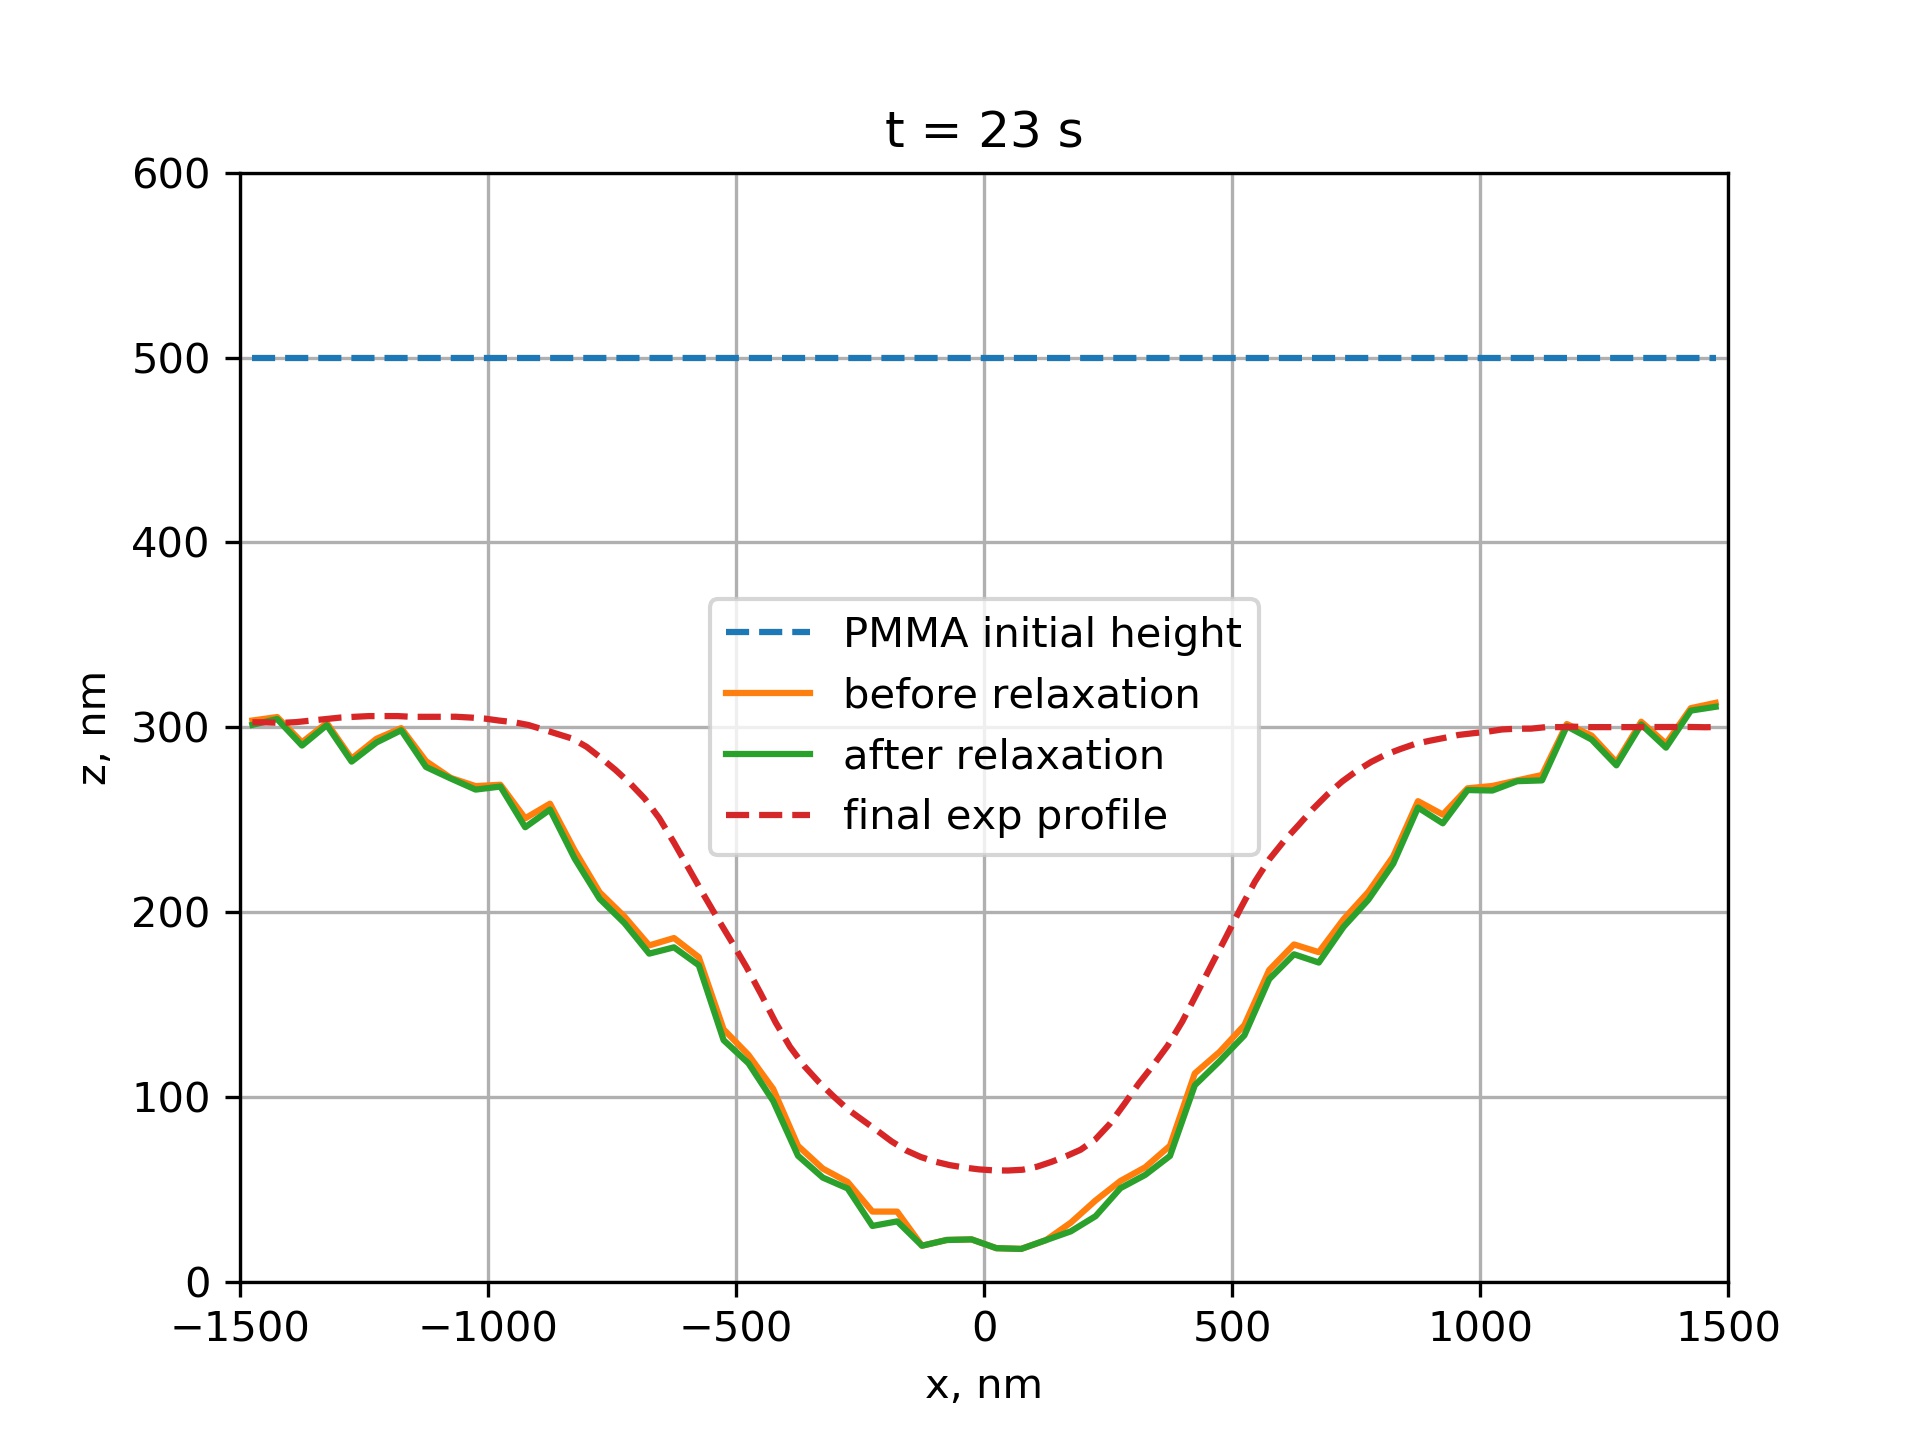 t = 23 s
600
500
400
300
200
100
0
z, nm
PMMA initial height
before relaxation
after relaxation
final exp profile
−1500 −1000 −500 0 500 1000 1500
x, nm